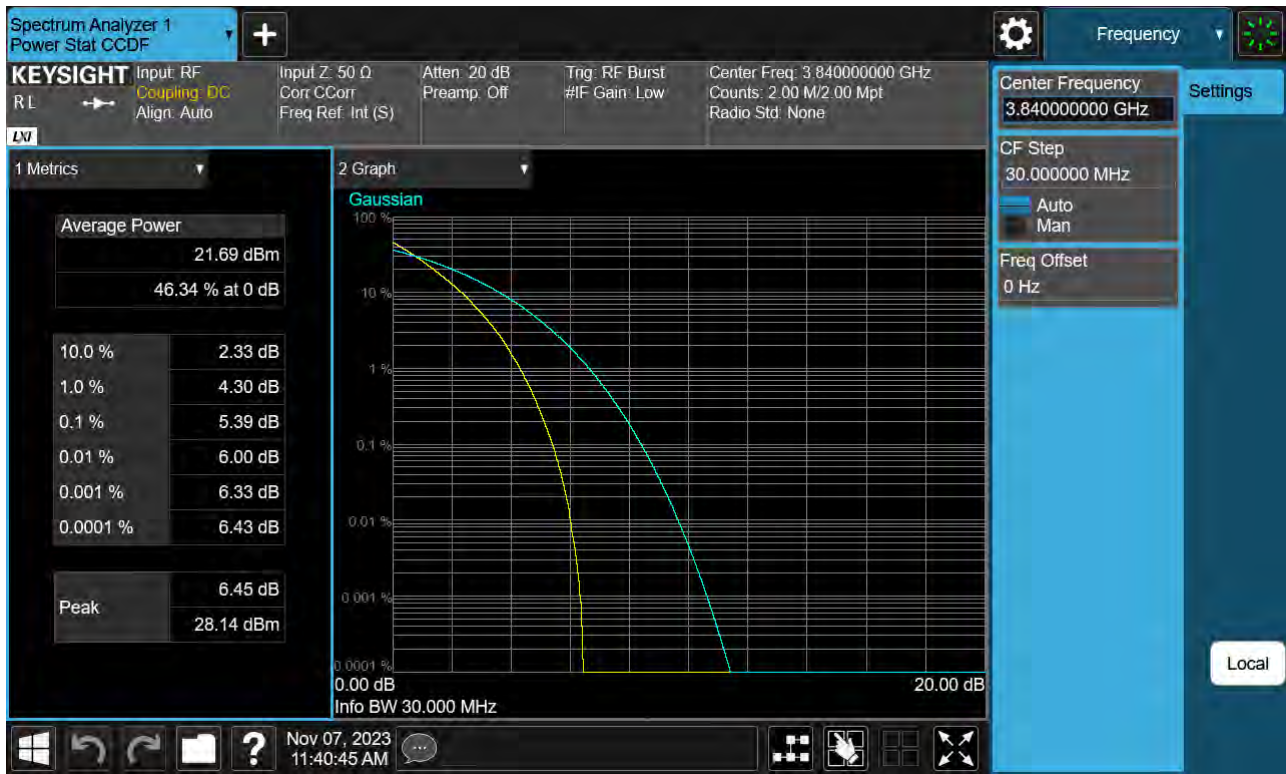 Spectrum Analyzer 1
Power Stat CCDF
Frequency
KEYSIGHT
RL
LXI
Input: RF
Coupling: DC
Align: Auto
Input Z: 50 Ω
Corr CCorr
Freq Ref: Int (S)
Atten: 20 dB
Preamp: Off
Trig: RF Burst
#IF Gain: Low
Center Freq: 3.840000000 GHz
Counts: 2.00 M/2.00 Mpt
Radio Std: None
Center Frequency
3.840000000 GHz
Settings
CF Step
30.000000 MHz
Auto
Man
Freq Offset
0 Hz
Local
1 Metrics
Average Power
21.69 dBm
46.34 % at 0 dB
10.0 % 2.33 dB
1.0 % 4.30 dB
0.1 % 5.39 dB
0.01 % 6.00 dB
0.001 % 6.33 dB
0.0001 % 6.43 dB
Peak
6.45 dB
28.14 dBm
2 Graph
Gaussian
100 %
10 %
1 %
0.1 %
0.01 %
0.001 %
0.0001 %
0.00 dB 20.00 dB
Info BW 30.000 MHz
?
Nov 07, 2023
11:40:45 AM